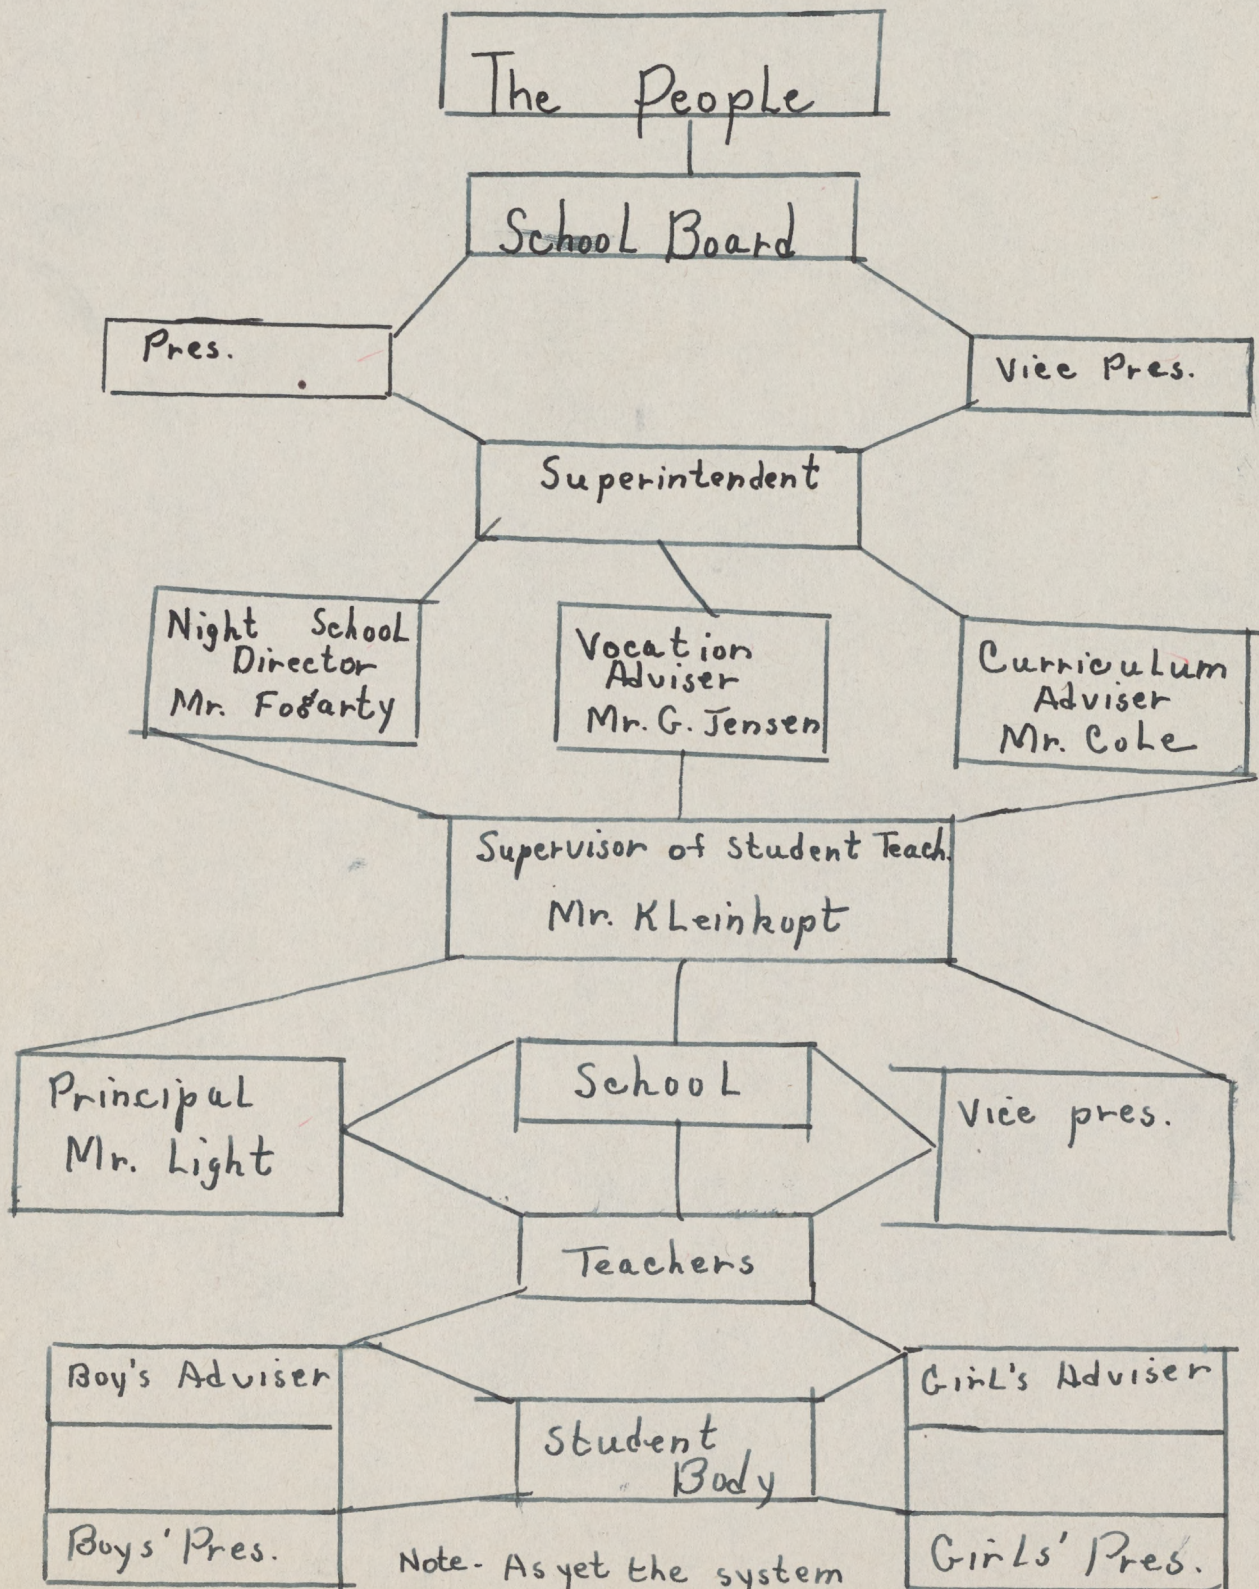 The People
School Board
Pres.
Vice Pres.
Superintendent
Night School
Director
Mr. Fogarty
Vocation
Adviser
Mr. G. Jensen
Curriculum
Adviser
Mr. Cole
Supervisor of Student Teach.
Mr. Kleinkopt
Principal
Mr. Light
School
Vice pres.
Teachers
Boy's Adviser
Girl's Adviser
Student
Body
Boys' Pres.
Girls' Pres.
Note- As yet the system